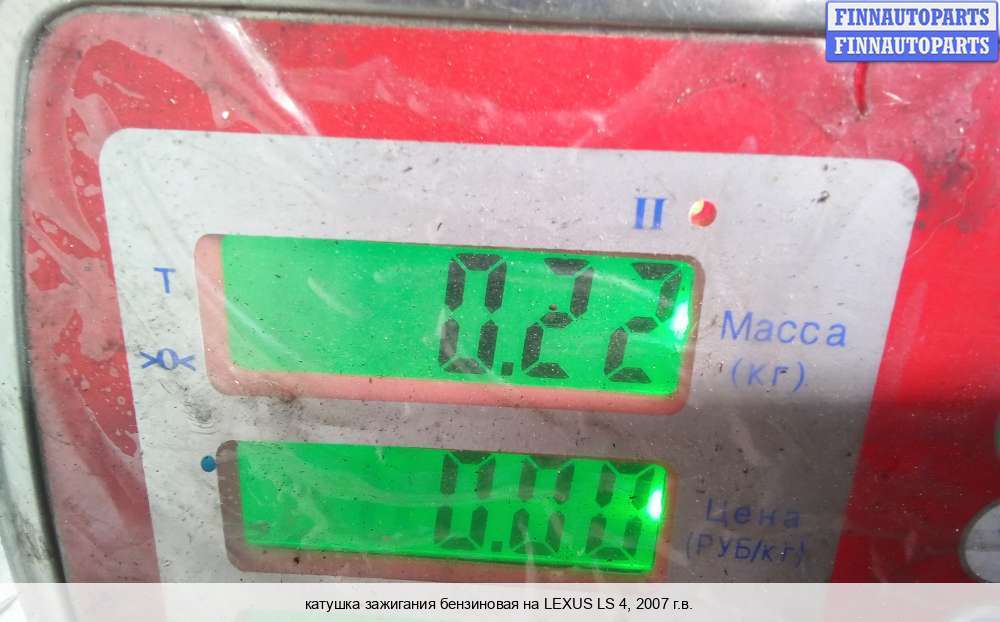 FINNAUTOPARTS
FINNAUTOPARTS
II
T
0.22
Масса
>0<
(кг)
0.00
Цена
(РУБ/кг)
катушка зажигания бензиновая на LEXUS LS 4, 2007 г.в.